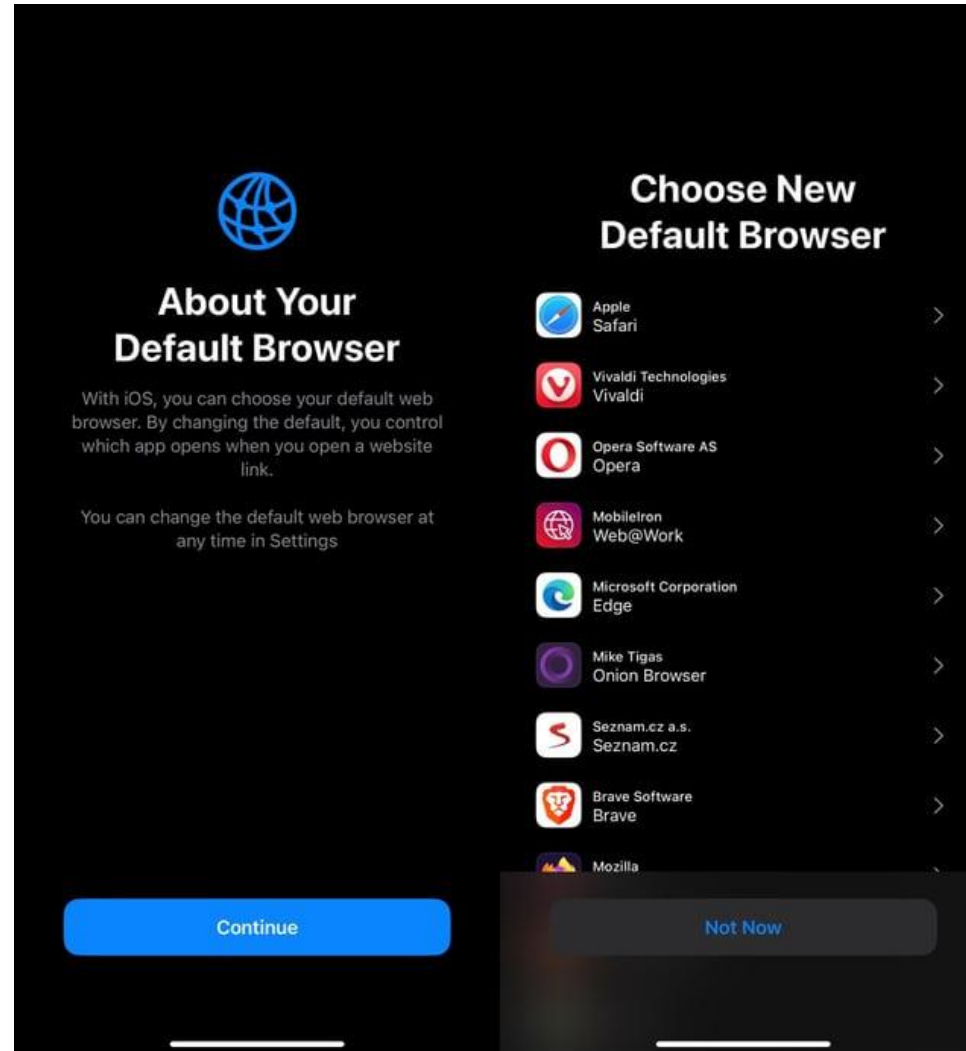 About Your
Default Browser
With iOS, you can choose your default web
browser. By changing the default, you control
which app opens when you open a website
link.
You can change the default web browser at
any time in Settings
Continue
Choose New
Default Browser
Apple
Safari
Vivaldi Technologies
Vivaldi
Opera Software AS
Opera
MobileIron
Web@Work
Microsoft Corporation
Edge
Mike Tigas
Onion Browser
Seznam.cz a.s.
Seznam.cz
Brave Software
Brave
Mozilla
Not Now